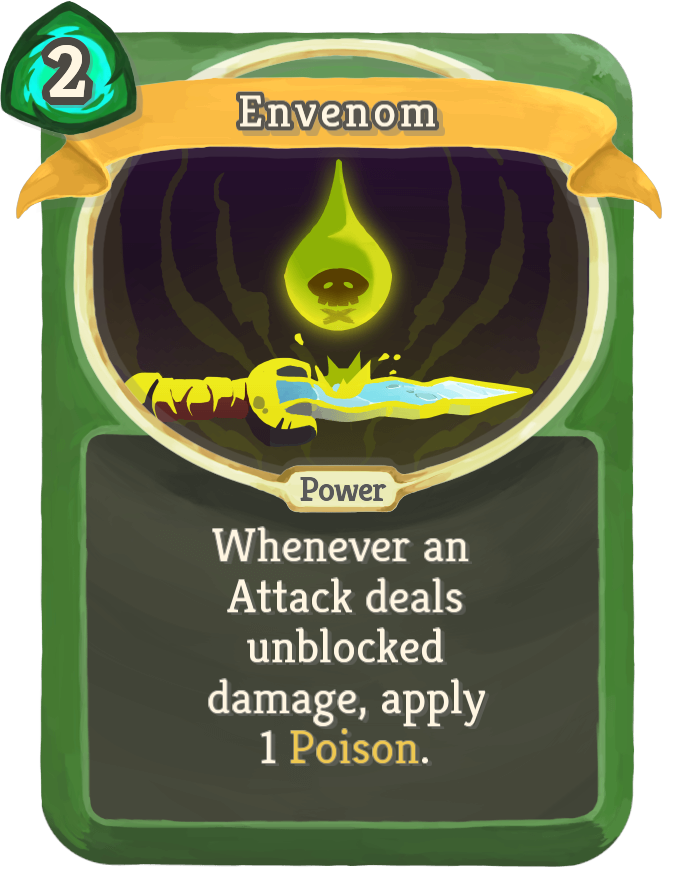 2
Envenom
Power
Whenever an
Attack deals
unblocked
damage, apply
1 Poison.